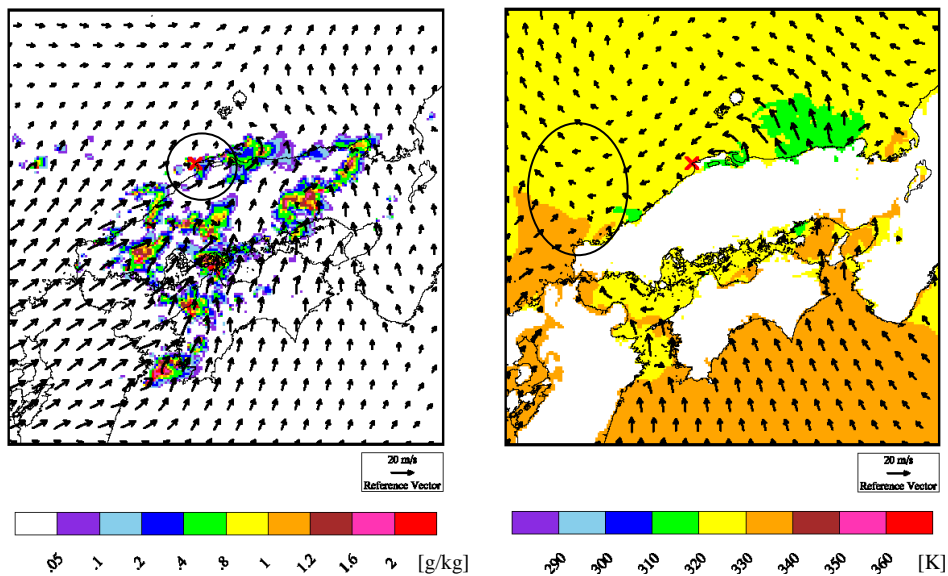 20 m/s
Reference Vector
20 m/s
Reference Vector
.05 .1 .2 .4 .8 1 1.2 1.6 2 [g/kg]
290 300 310 320 330 340 350 360 [K]